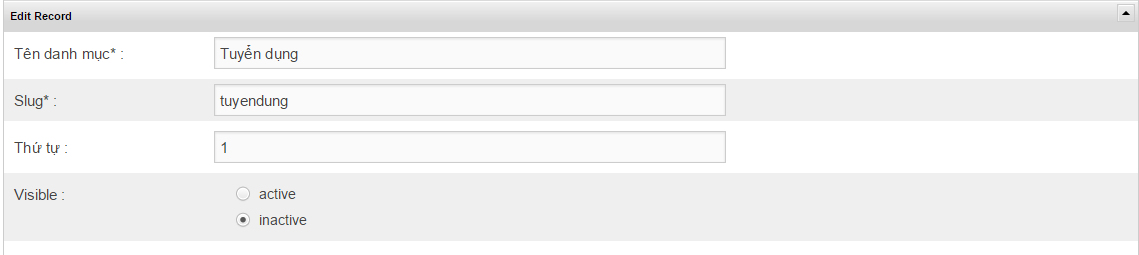 Edit Record
Tên danh mục* : Tuyển dụng
Slug* : tuyendung
Thứ tự : 1
Visible : active
inactive